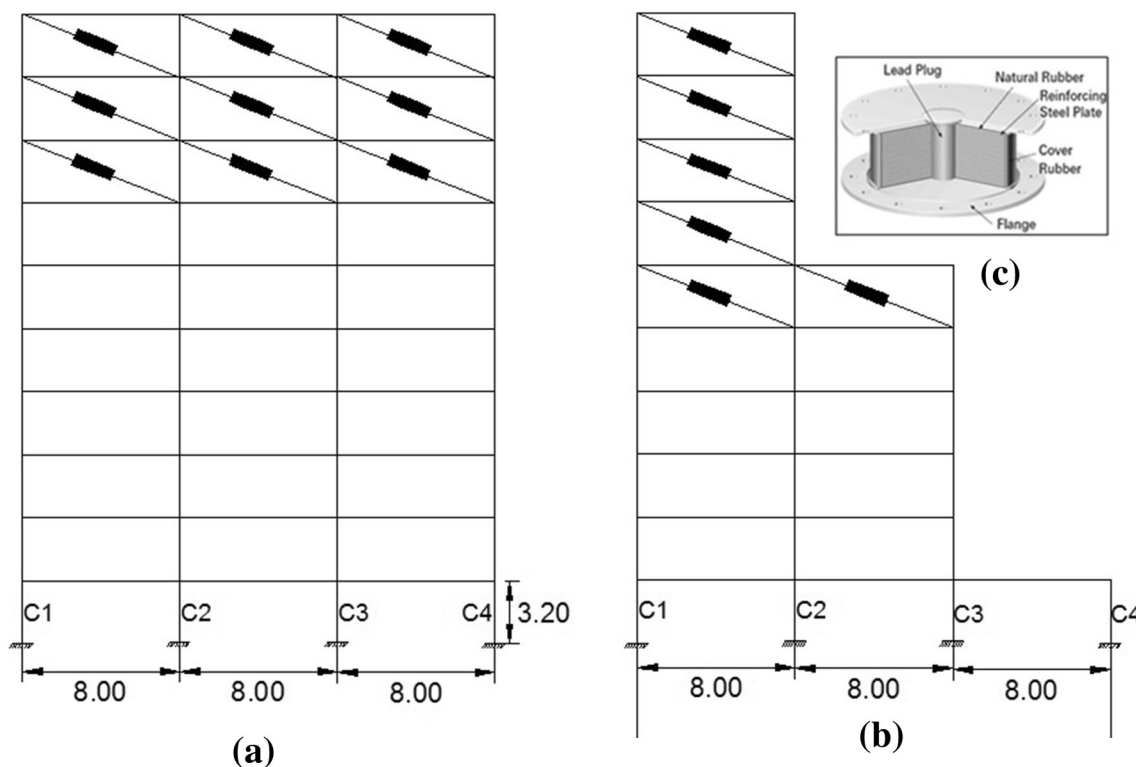 C1
C2
C3
C4
3.20
8.00
8.00
8.00
(a)
Lead Plug
Natural Rubber
Reinforcing
Steel Plate
Cover
Rubber
Flange
(c)
C1
C2
C3
C4
8.00
8.00
8.00
(b)